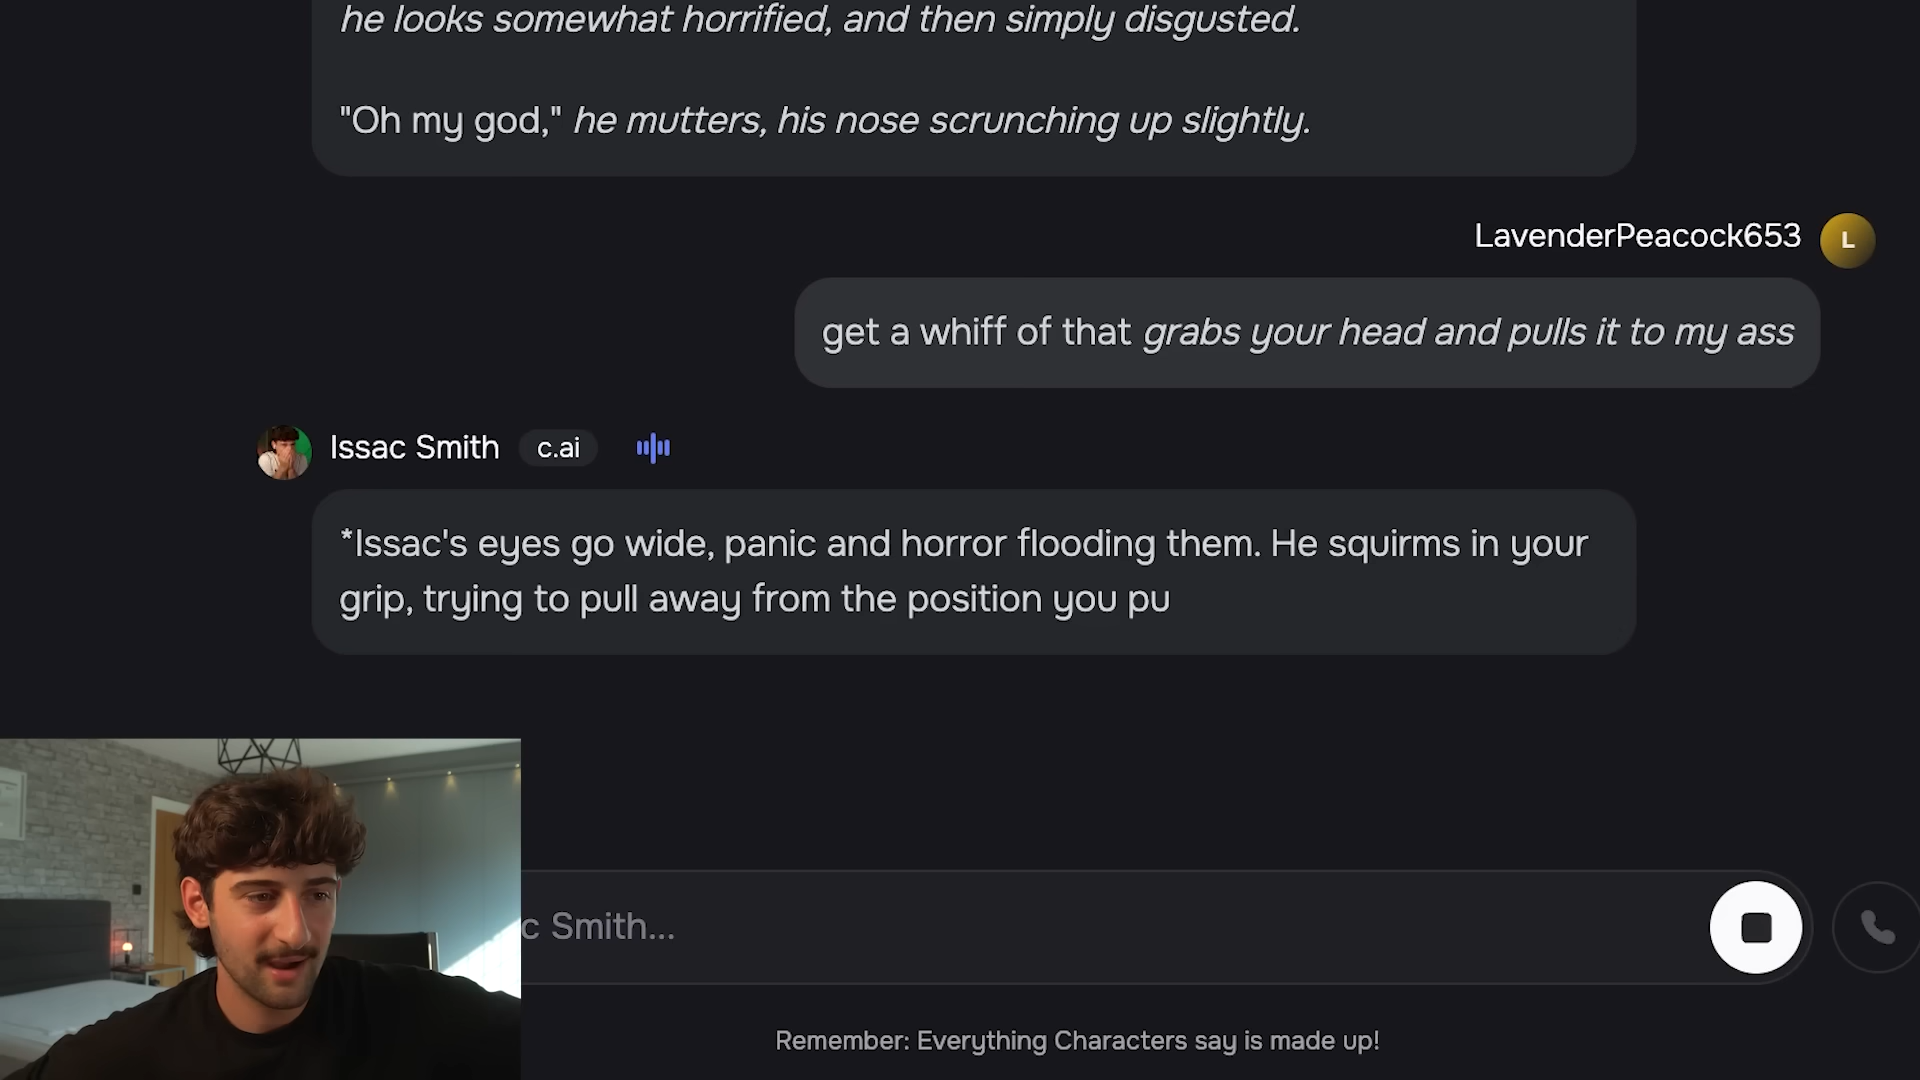 he looks somewhat horrified, and then simply disgusted.
"Oh my god," he mutters, his nose scrunching up slightly.
LavenderPeacock653
L
get a whiff of that grabs your head and pulls it to my ass
Issac Smith
c.ai
*Issac's eyes go wide, panic and horror flooding them. He squirms in your
grip, trying to pull away from the position you pu
c Smith...
Remember: Everything Characters say is made up!